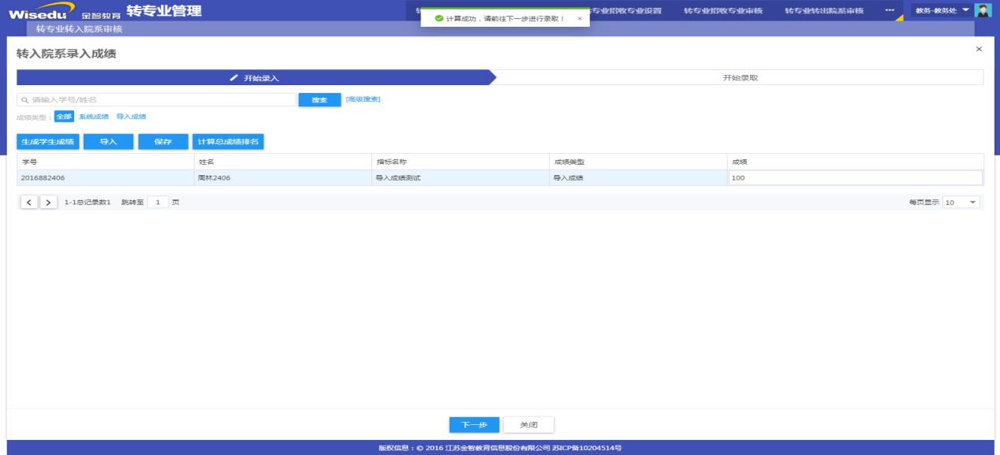 Wisedu 金智教育 转专业管理
计算成功，请前往下一步进行录取！ ×
专业招收专业设置 转专业招收专业审核 转专业转出院系审核 ··· 教务-教务处
转专业转入院系审核
转入院系录入成绩 ×
开始录入 开始录取
请输入学号/姓名 搜索 [高级搜索]
成绩类型： 全部 系统成绩 导入成绩
生成学生成绩 导入 保存 计算总成绩排名
学号 姓名 指标名称 成绩类型 成绩
2016882406 周林2406 导入成绩测试 导入成绩 100
< > 1-1总记录数1 跳转至 1 页 每页显示 10
下一步 关闭
版权信息：© 2016 江苏金智教育信息股份有限公司 苏ICP备10204514号